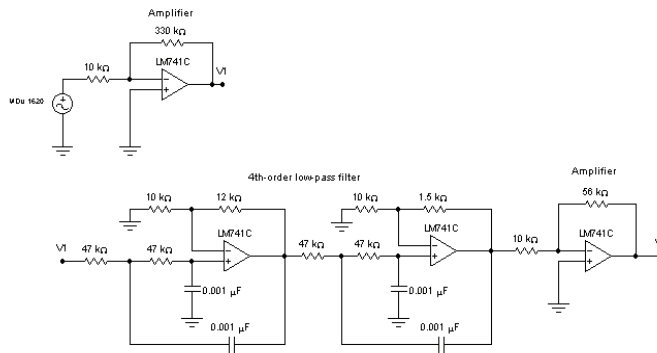 Amplifier
330 kΩ
10 kΩ
LM741C
V1
MDu 1620
4th-order low-pass filter
Amplifier
10 kΩ
12 kΩ
10 kΩ
1.5 kΩ
56 kΩ
V1
47 kΩ
47 kΩ
LM741C
47 kΩ
47 kΩ
LM741C
10 kΩ
LM741C
0.001 µF
0.001 µF
0.001 µF
0.001 µF